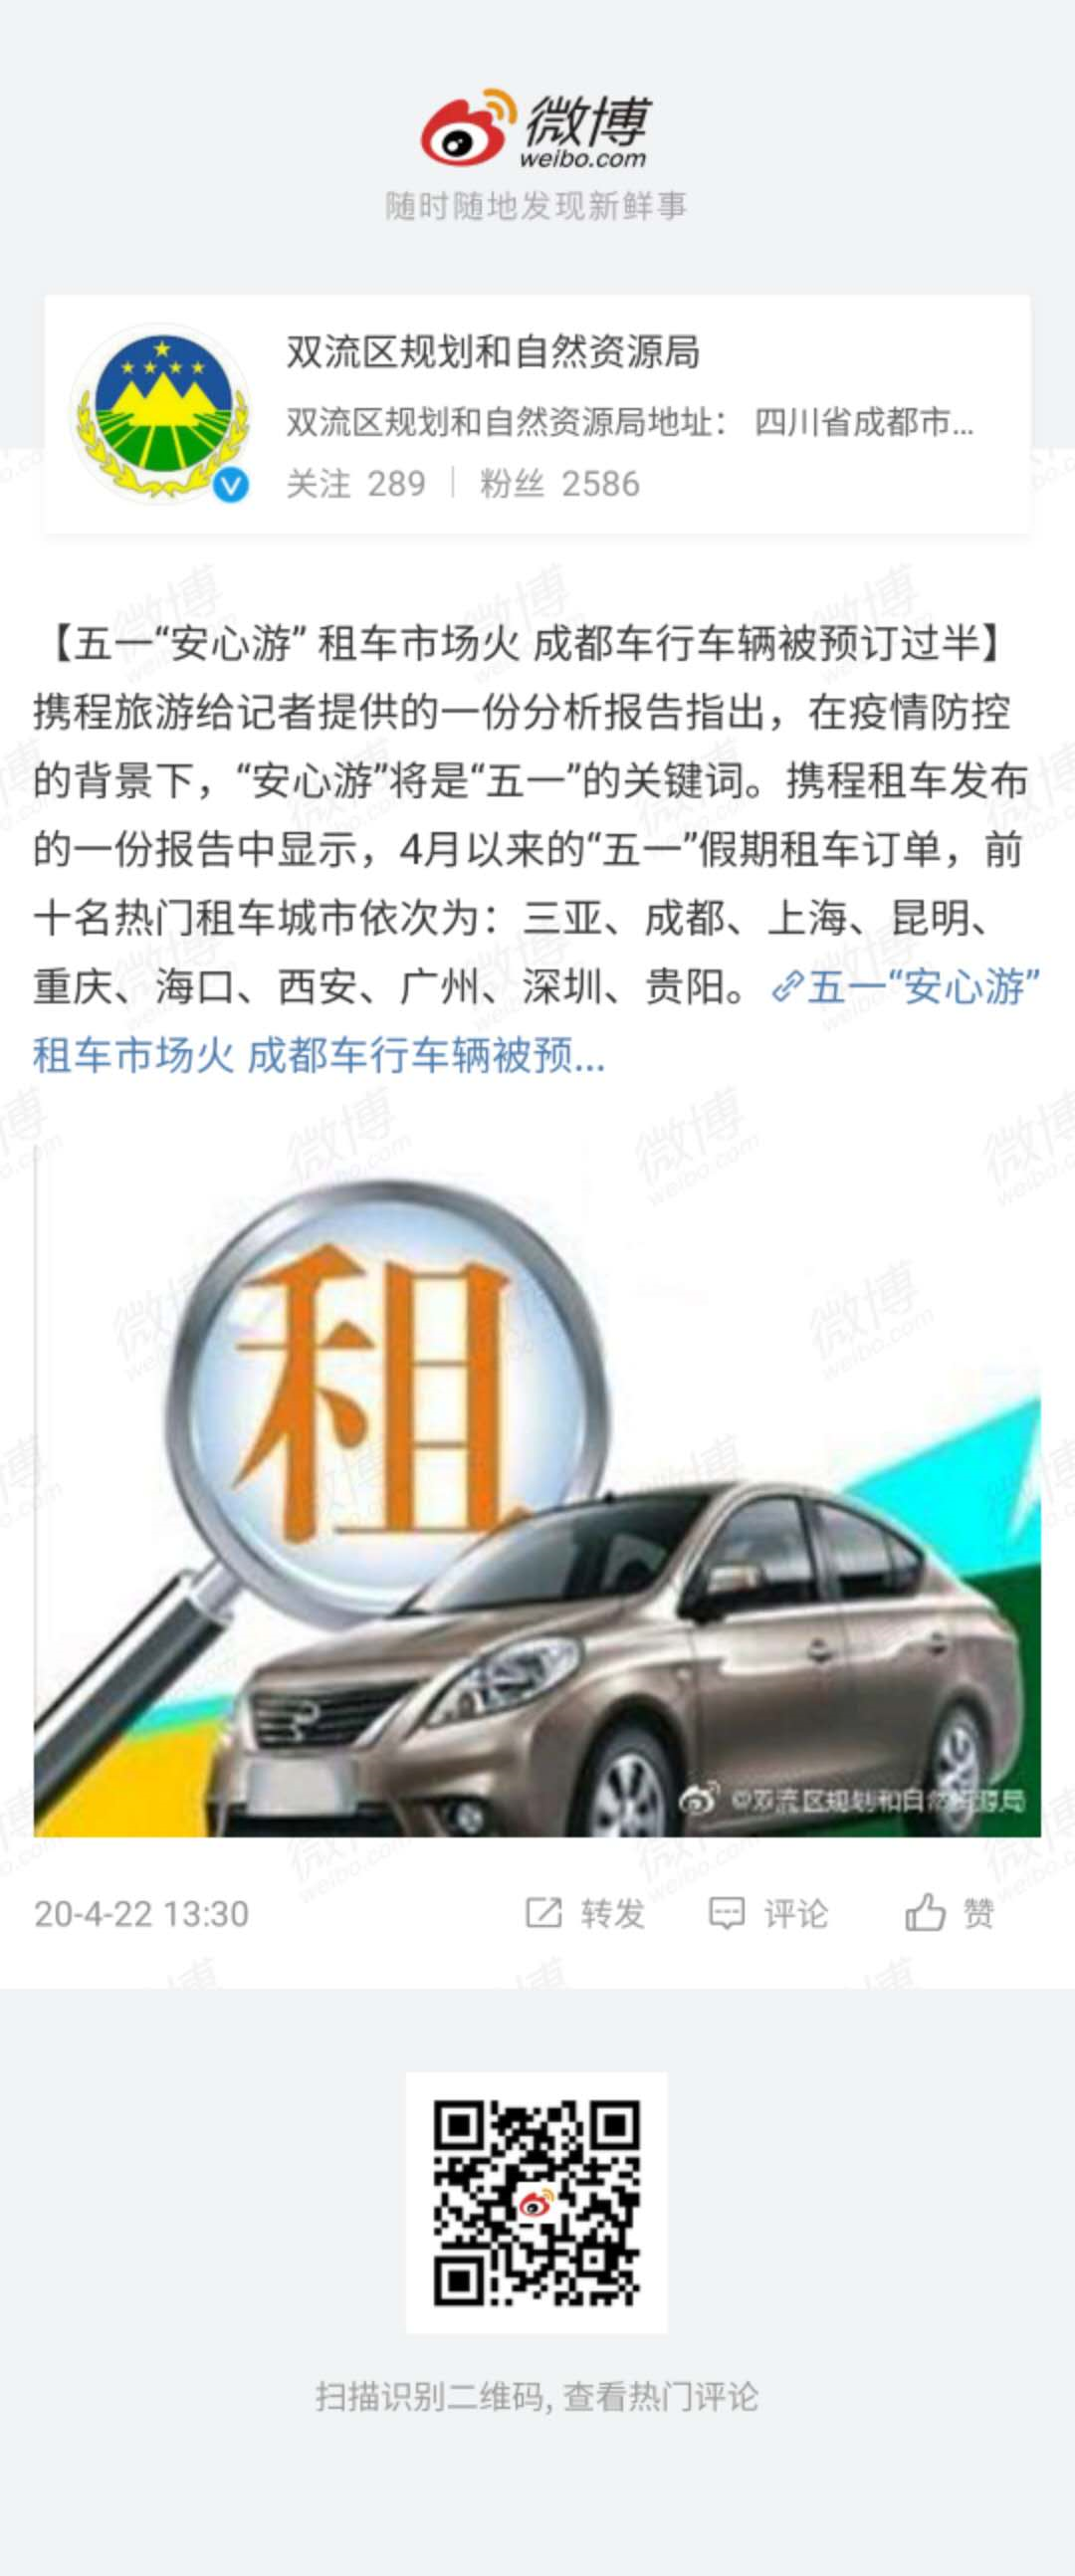 微博
weibo.com
随时随地发现新鲜事
双流区规划和自然资源局
双流区规划和自然资源局地址： 四川省成都市...
关注 289 | 粉丝 2586
【五一“安心游” 租车市场火 成都车行车辆被预订过半】
携程旅游给记者提供的一份分析报告指出，在疫情防控
的背景下，“安心游”将是“五一”的关键词。携程租车发布
的一份报告中显示，4月以来的“五一”假期租车订单，前
十名热门租车城市依次为：三亚、成都、上海、昆明、
重庆、海口、西安、广州、深圳、贵阳。五一“安心游”
租车市场火 成都车行车辆被预...
租
@双流区规划和自然资源局
20-4-22 13:30 转发 评论 赞
扫描识别二维码, 查看热门评论